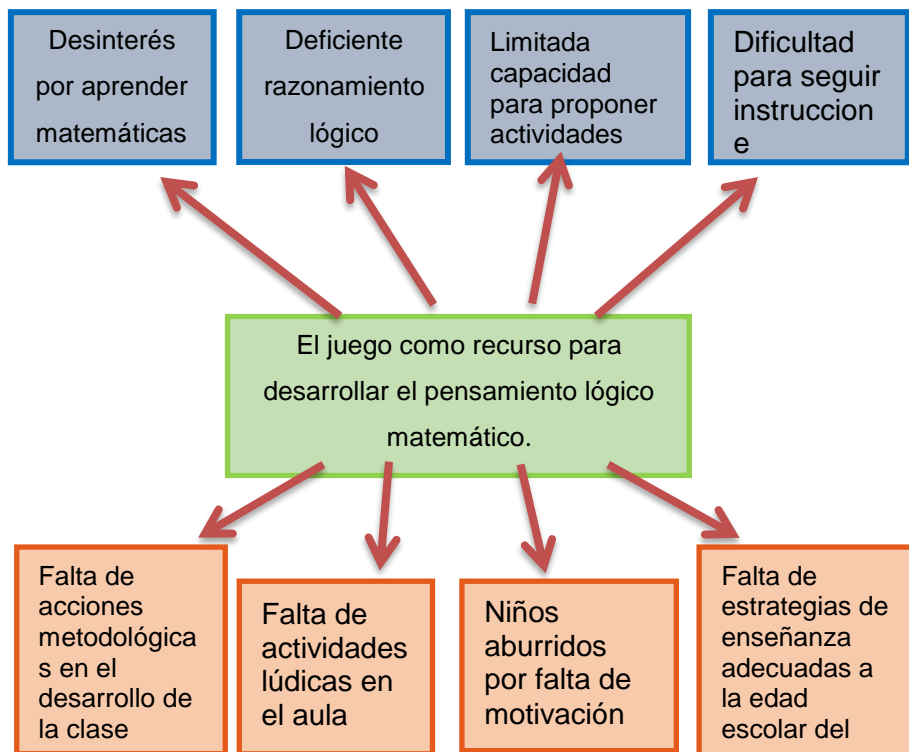 Desinterés
por aprender
matemáticas
Deficiente
razonamiento
lógico
Limitada
capacidad
para proponer
actividades
Dificultad
para seguir
instruccion
e
El juego como recurso para
desarrollar el pensamiento lógico
matemático.
Falta de
acciones
metodológica
s en el
desarrollo de
la clase
Falta de
actividades
lúdicas en
el aula
Niños
aburridos
por falta de
motivación
Falta de
estrategias de
enseñanza
adecuadas a
la edad
escolar del